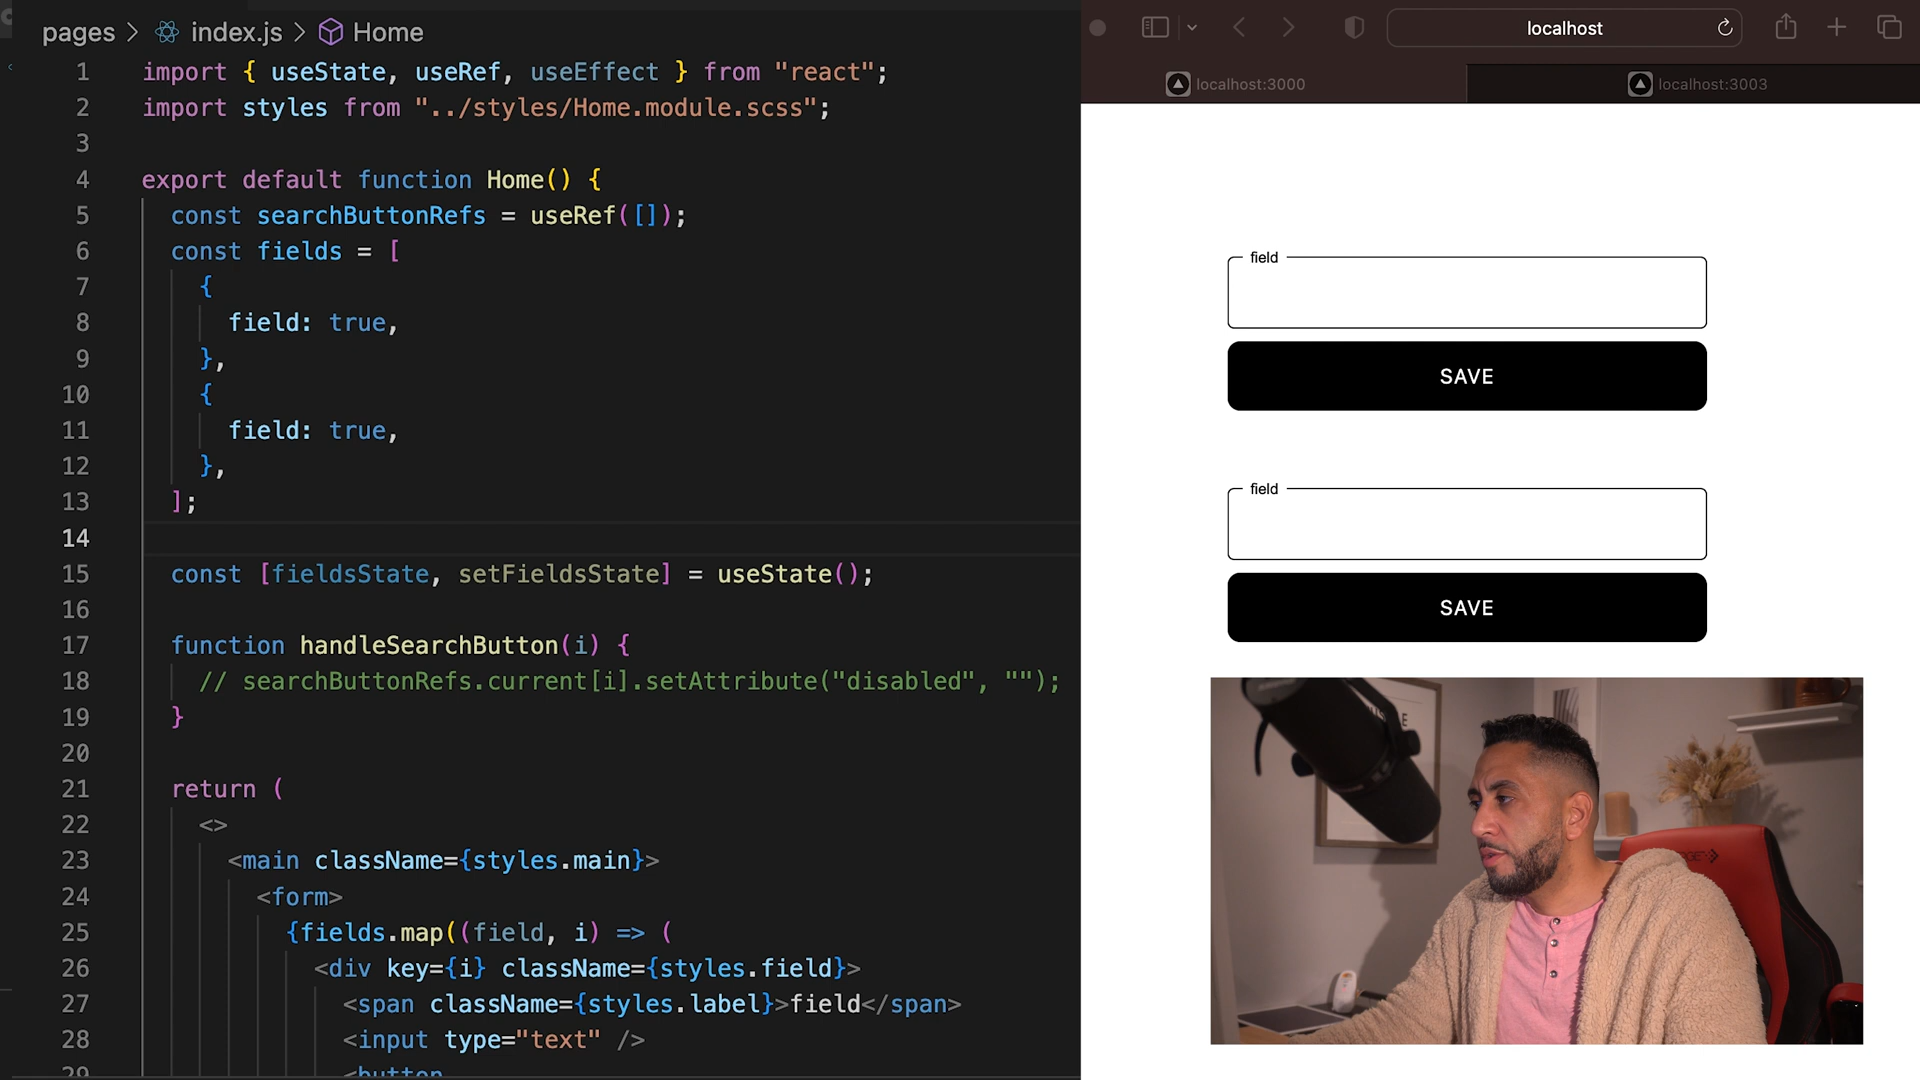 pages > index.js > Home
1 import { useState, useRef, useEffect } from "react";
2 import styles from "../styles/Home.module.scss";
3
4 export default function Home() {
5 const searchButtonRefs = useRef([]);
6 const fields = [
7 {
8 field: true,
9 },
10 {
11 field: true,
12 },
13 ];
14
15 const [fieldsState, setFieldsState] = useState();
16
17 function handleSearchButton(i) {
18 // searchButtonRefs.current[i].setAttribute("disabled", "");
19 }
20
21 return (
22 <>
23 <main className={styles.main}>
24 <form>
25 {fields.map((field, i) => (
26 <div key={i} className={styles.field}>
27 <span className={styles.label}>field</span>
28 <input type="text" />
29 <button
localhost
localhost:3000
localhost:3003
field
SAVE
field
SAVE